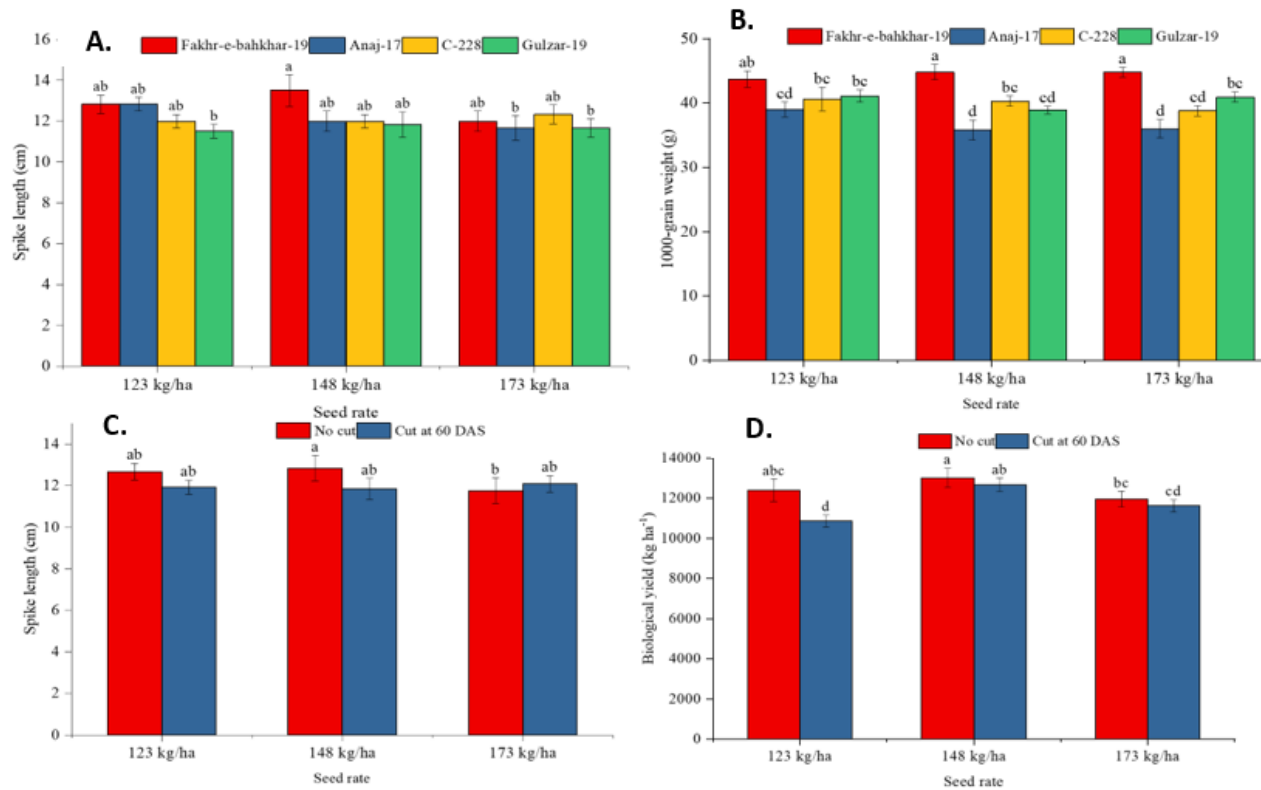 A.
Fakhr-e-bahkhar-19 Anaj-17 C-228 Gulzar-19
16
14
12
10
8
6
4
2
0
Spike length (cm)
ab ab ab b
a ab ab ab
ab b ab b
123 kg/ha 148 kg/ha 173 kg/ha
Seed rate
B.
Fakhr-e-bahkhar-19 Anaj-17 C-228 Gulzar-19
50
40
30
20
10
0
1000-grain weight (g)
ab cd bc bc
a d bc cd
a d cd bc
123 kg/ha 148 kg/ha 173 kg/ha
Seed rate
C.
No cut Cut at 60 DAS
14
12
10
8
6
4
2
0
Spike length (cm)
ab ab
a ab
b ab
123 kg/ha 148 kg/ha 173 kg/ha
Seed rate
D.
No cut Cut at 60 DAS
14000
12000
10000
8000
6000
4000
2000
0
Biological yield (kg ha⁻¹)
abc d
a ab
bc cd
123 kg/ha 148 kg/ha 173 kg/ha
Seed rate